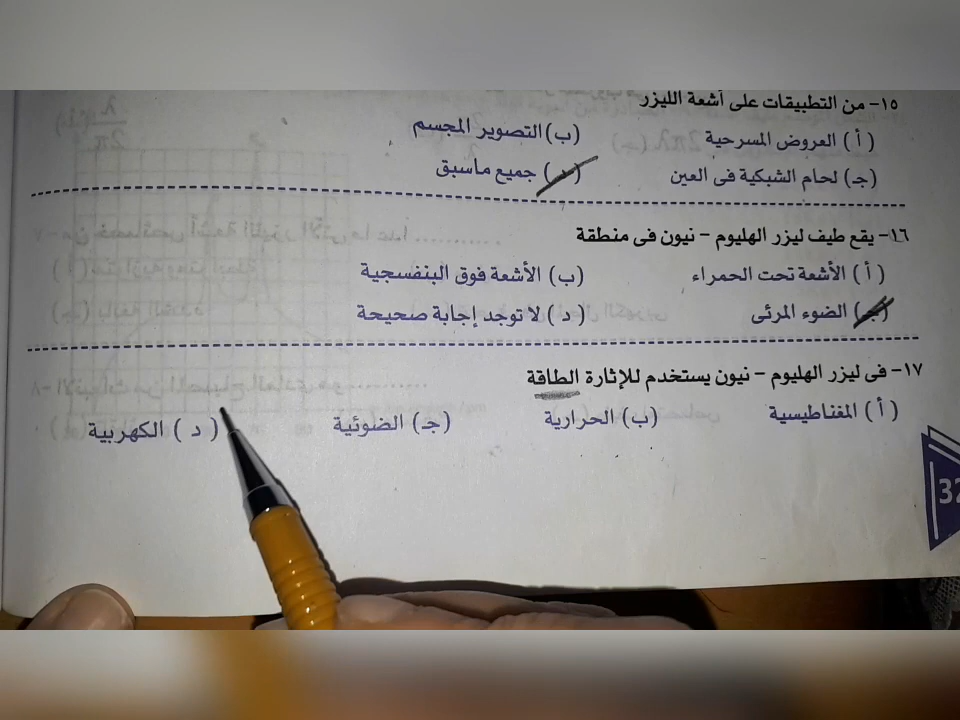 ١٥- من التطبيقات على أشعة الليزر
( أ ) العروض المسرحية (ب) التصوير المجسم
(جـ) لحام الشبكية فى العين (د) جميع ماسبق
١٦- يقع طيف ليزر الهليوم - نيون فى منطقة
( أ ) الأشعة تحت الحمراء (ب) الأشعة فوق البنفسجية
(جـ) الضوء المرئى ( د ) لا توجد إجابة صحيحة
١٧- فى ليزر الهليوم - نيون يستخدم للإثارة الطاقة
( أ ) المغناطيسية (ب) الحرارية (جـ) الضوئية ( د ) الكهربية
32